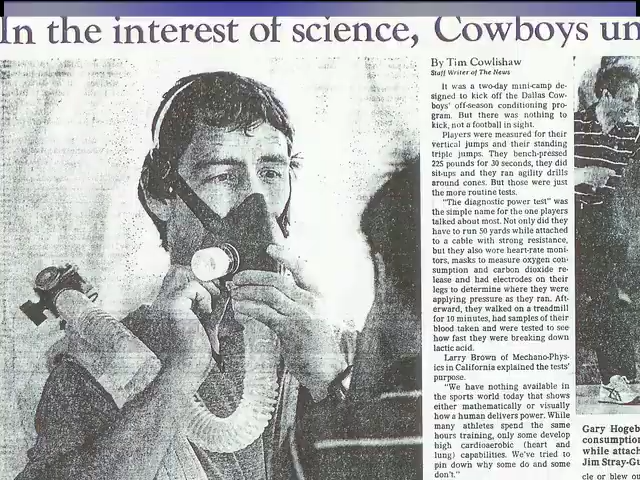 In the interest of science, Cowboys un
By Tim Cowlishaw
Staff Writer of The News
It was a two-day mini-camp de-
signed to kick off the Dallas Cow-
boys' off-season conditioning pro-
gram. But there was nothing to
kick, not a football in sight.
Players were measured for their
vertical jumps and their standing
triple jumps. They bench-pressed
225 pounds for 30 seconds, they did
sit-ups and they ran agility drills
around cones. But those were just
the more routine tests.
"The diagnostic power test" was
the simple name for the one players
talked about most. Not only did they
have to run 50 yards while attached
to a cable with strong resistance,
but they also wore heart-rate moni-
tors, masks to measure oxygen con-
sumption and carbon dioxide re-
lease and had electrodes on their
legs to determine where they were
applying pressure as they ran. Aft-
erward, they walked on a treadmill
for 10 minutes, had samples of their
blood taken and were tested to see
how fast they were breaking down
lactic acid.
Larry Brown of Mechano-Phys-
ics in California explained the tests'
purpose.
"We have nothing available in
the sports world today that shows
either mathematically or visually
how a human delivers power. While
many athletes spend the same
hours training, only some develop
high cardioaerobic (heart and
lung) capabilities. We've tried to
pin down why some do and some
don't."
Gary Hogeb
consumption
while attach
Jim Stray-Gu
cle or blew ou